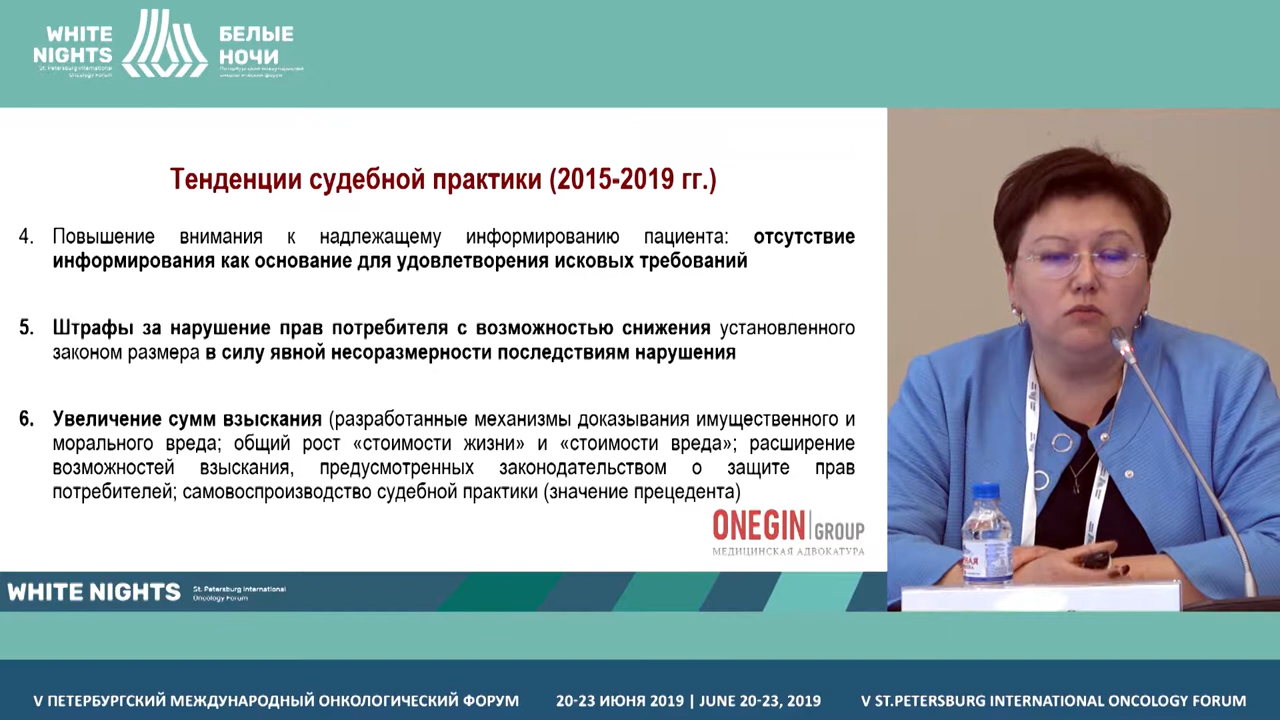 WHITE
NIGHTS
St. Petersburg International
Oncology Forum
БЕЛЫЕ
НОЧИ
Петербургский международный
онкологический форум
Тенденции судебной практики (2015-2019 гг.)
4. Повышение внимания к надлежащему информированию пациента: отсутствие
информирования как основание для удовлетворения исковых требований
5. Штрафы за нарушение прав потребителя с возможностью снижения установленного
законом размера в силу явной несоразмерности последствиям нарушения
6. Увеличение сумм взыскания (разработанные механизмы доказывания имущественного и
морального вреда; общий рост «стоимости жизни» и «стоимости вреда»; расширение
возможностей взыскания, предусмотренных законодательством о защите прав
потребителей; самовоспроизводство судебной практики (значение прецедента)
ONEGIN GROUP
МЕДИЦИНСКАЯ АДВОКАТУРА
WHITE NIGHTS
St. Petersburg International
Oncology Forum
V ПЕТЕРБУРГСКИЙ МЕЖДУНАРОДНЫЙ ОНКОЛОГИЧЕСКИЙ ФОРУМ 20-23 ИЮНЯ 2019 | JUNE 20-23, 2019 V ST.PETERSBURG INTERNATIONAL ONCOLOGY FORUM